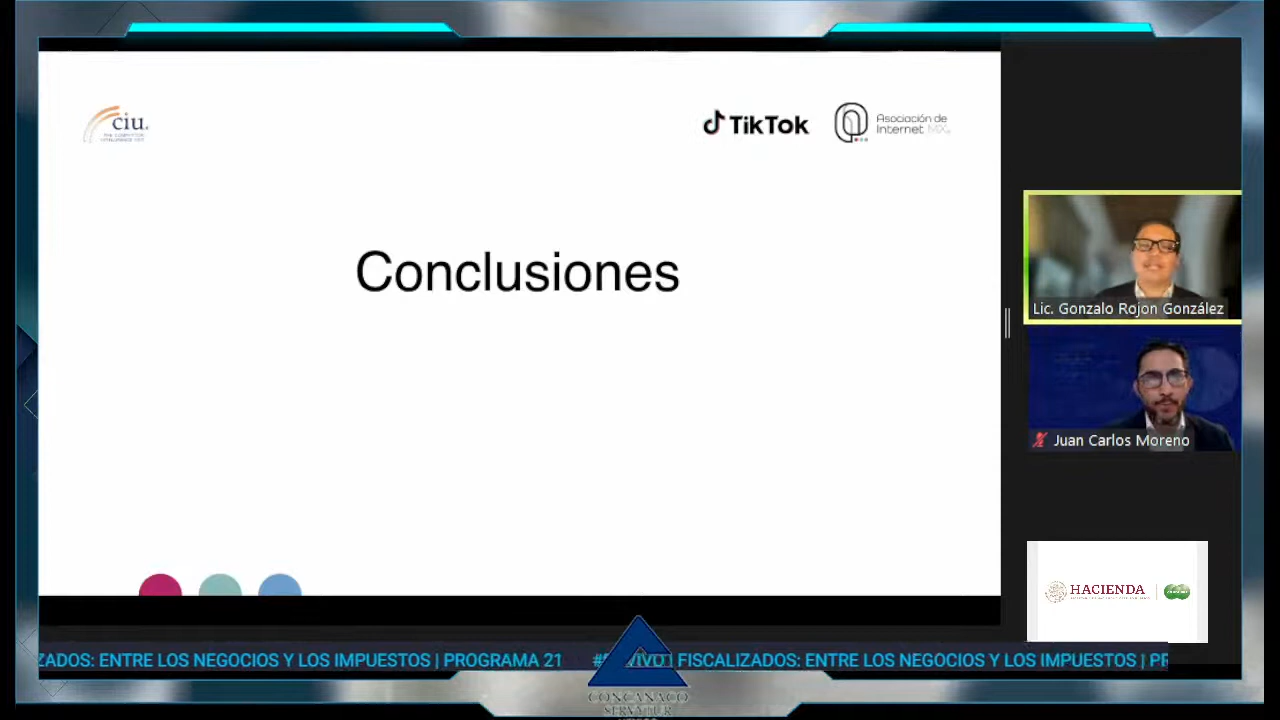 ciu.
TikTok
Asociación de
Internet MX.
Conclusiones
Lic. Gonzalo Rojon González
Juan Carlos Moreno
HACIENDA
ZADOS: ENTRE LOS NEGOCIOS Y LOS IMPUESTOS | PROGRAMA 21 VIVO | FISCALIZADOS: ENTRE LOS NEGOCIOS Y LOS IMPUESTOS | PR
CONCANACO
SERVYTUR